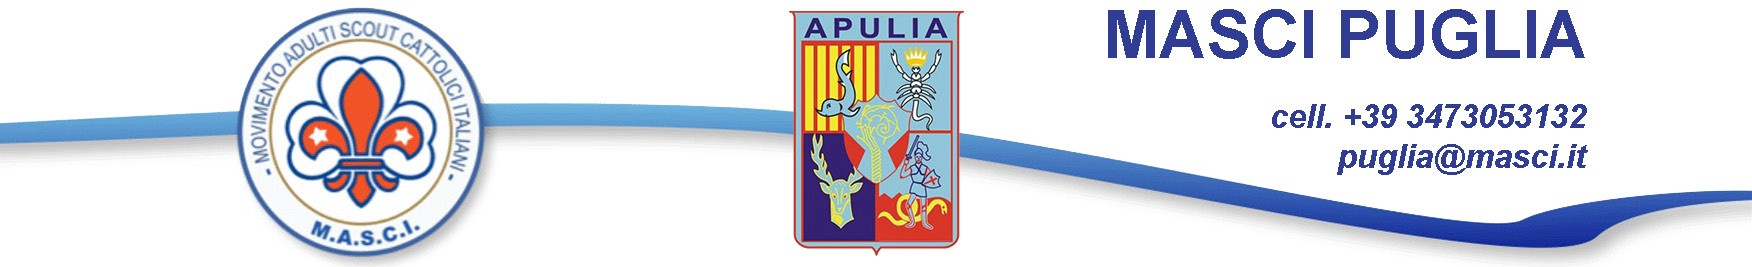 - MOVIMENTO ADULTI SCOUT CATTOLICI ITALIANI -
M.A.S.C.I.
APULIA
MASCI PUGLIA
cell. +39 3473053132
puglia@masci.it